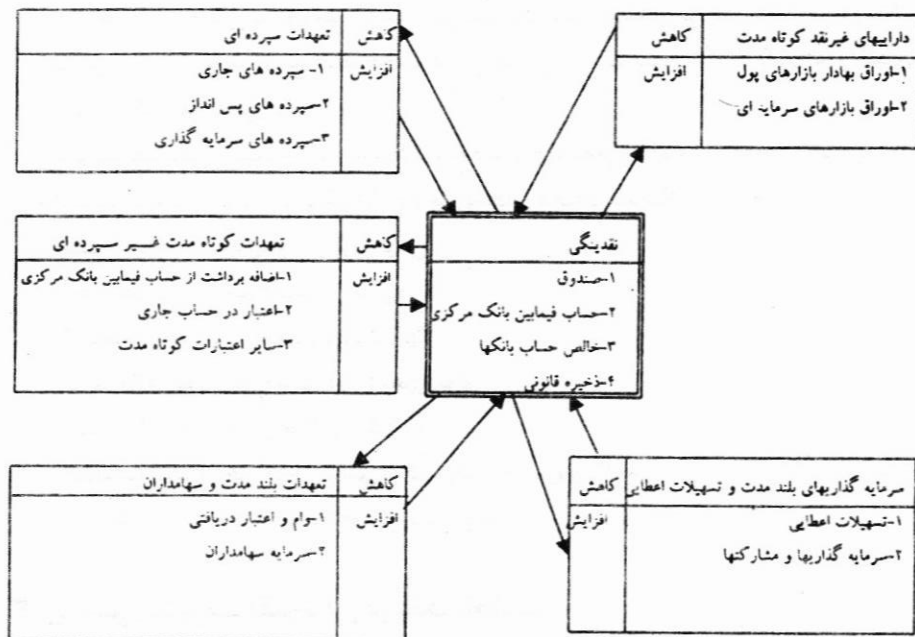 داراییهای غیرنقد کوتاه مدت
کاهش
۱-اوراق بهادار بازارهای پول
افزایش
۲-اوراق بازارهای سرمایه ای
کاهش
تعهدات سپرده ای
افزایش
۱- سپرده های جاری
۲-سپرده های پس انداز
۳-سپرده های سرمایه گذاری
نقدینگی
۱-صندوق
۲-حساب فیمابین بانک مرکزی
۳-خالص حساب بانکها
۴-ذخیره قانونی
کاهش
تعهدات کوتاه مدت غسیر سپرده ای
افزایش
۱-اضافه برداشت از حساب فیمابین بانک مرکزی
۲-اعتبار در حساب جاری
۳-سایر اعتبارات کوتاه مدت
سرمایه گذاریهای بلند مدت و تسهیلات اعطایی
کاهش
۱-تسهیلات اعطایی
افزایش
۲-سرمایه گذاریها و مشارکتها
کاهش
تعهدات بلند مدت و سهامداران
افزایش
۱-وام و اعتبار دریافتی
۲-سرمایه سهامداران